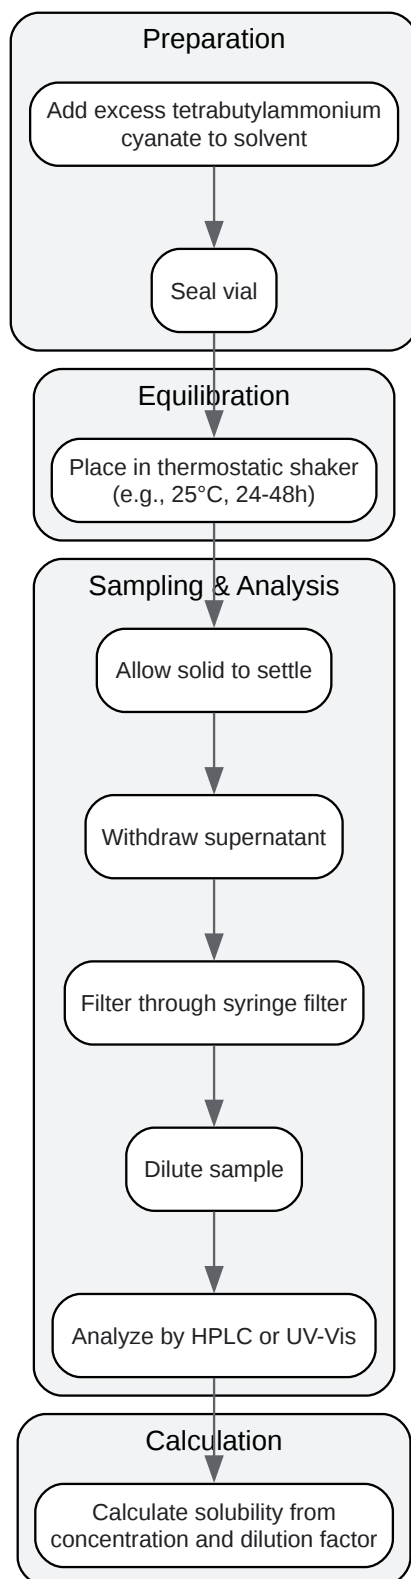 Preparation
Add excess tetrabutylammonium
cyanate to solvent
Seal vial
Equilibration
Place in thermostatic shaker
(e.g., 25°C, 24-48h)
Sampling & Analysis
Allow solid to settle
Withdraw supernatant
Filter through syringe filter
Dilute sample
Analyze by HPLC or UV-Vis
Calculation
Calculate solubility from
concentration and dilution factor